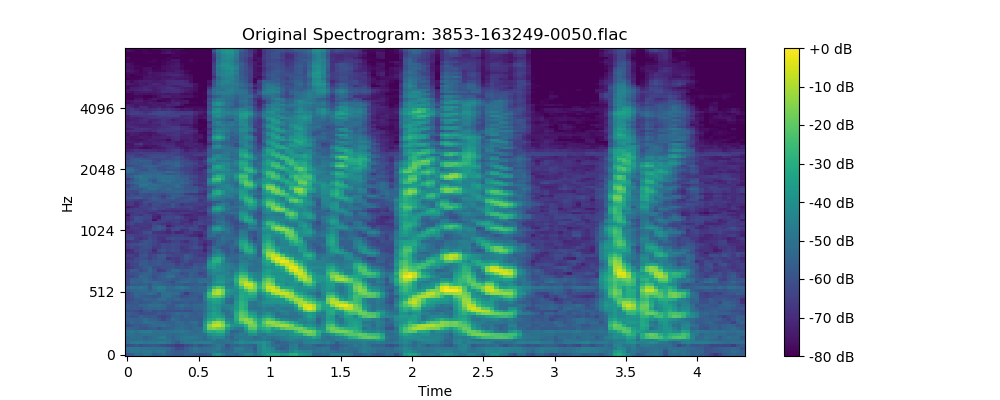 Original Spectrogram: 3853-163249-0050.flac
Hz
4096
2048
1024
512
0
0 0.5 1 1.5 2 2.5 3 3.5 4
Time
+0 dB
-10 dB
-20 dB
-30 dB
-40 dB
-50 dB
-60 dB
-70 dB
-80 dB